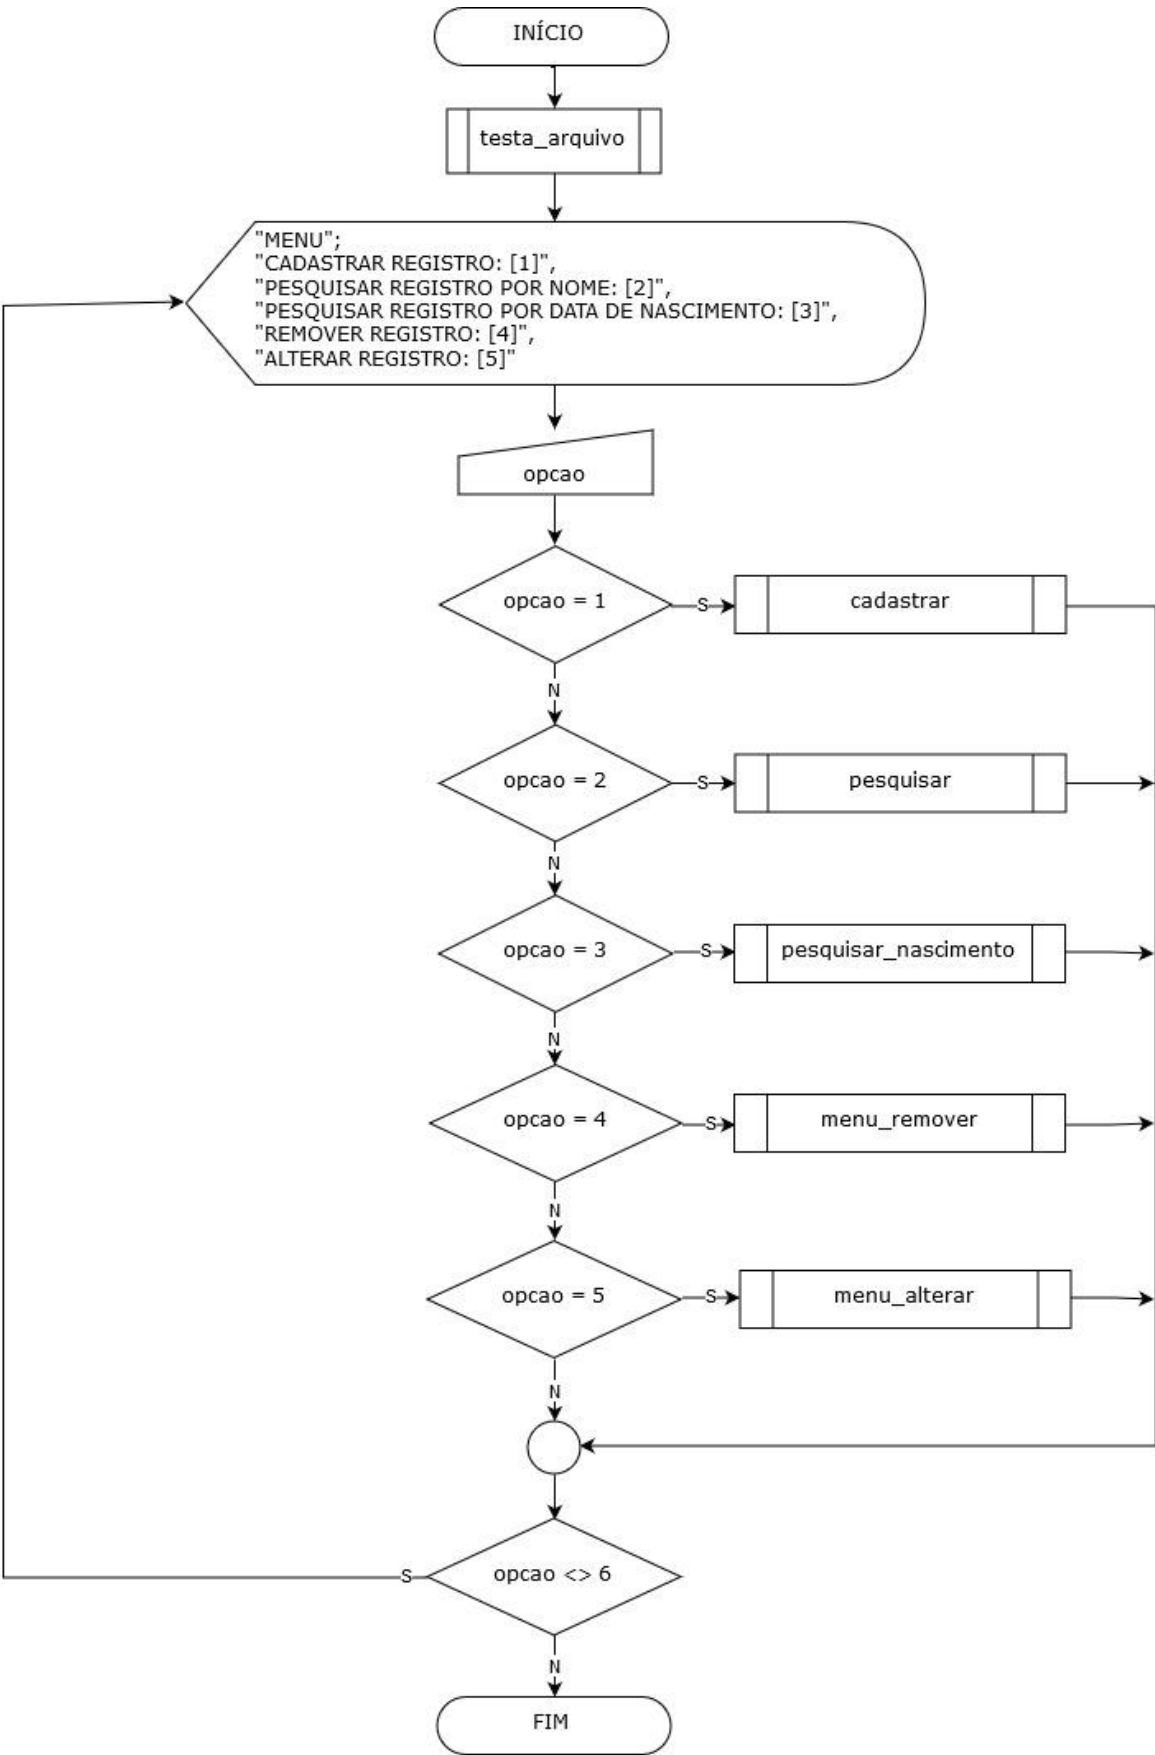 INÍCIO
testa_arquivo
"MENU";
"CADASTRAR REGISTRO: [1]",
"PESQUISAR REGISTRO POR NOME: [2]",
"PESQUISAR REGISTRO POR DATA DE NASCIMENTO: [3]",
"REMOVER REGISTRO: [4]",
"ALTERAR REGISTRO: [5]"
opcao
opcao = 1
S
cadastrar
N
opcao = 2
S
pesquisar
N
opcao = 3
S
pesquisar_nascimento
N
opcao = 4
S
menu_remover
N
opcao = 5
S
menu_alterar
N
opcao <> 6
S
N
FIM